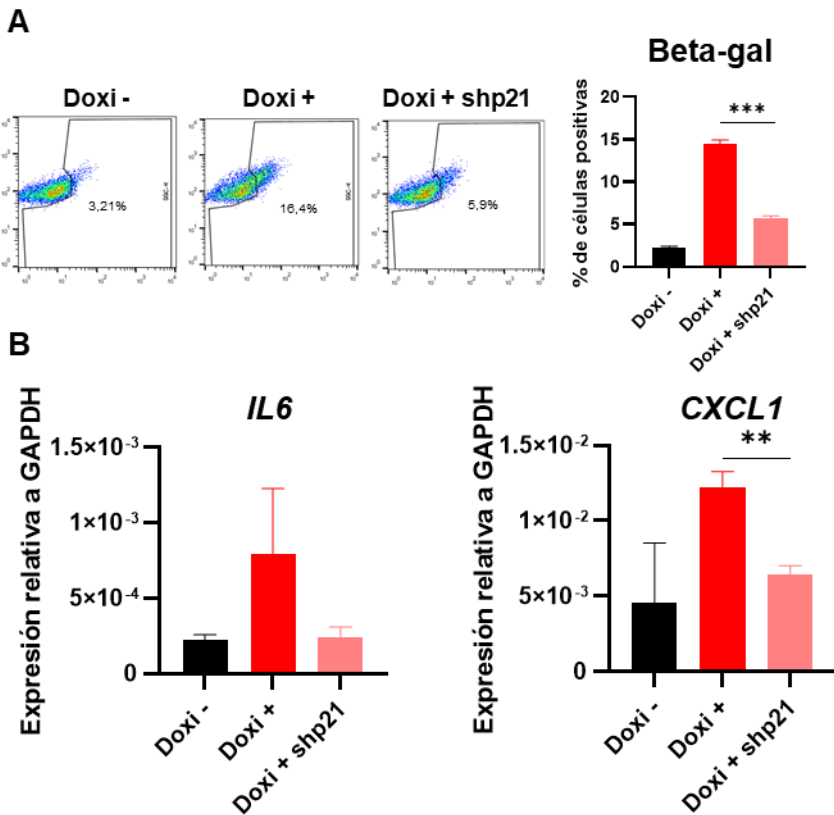 A
Beta-gal
Doxi -
Doxi +
Doxi + shp21
3,21%
16,4%
5,9%
% de células positivas
20
15
10
5
0
***
Doxi -
Doxi +
Doxi + shp21
B
IL6
Expresión relativa a GAPDH
1.5×10-3
1×10-3
5×10-4
0
Doxi -
Doxi +
Doxi + shp21
CXCL1
Expresión relativa a GAPDH
1.5×10-2
1×10-2
5×10-3
0
**
Doxi -
Doxi +
Doxi + shp21